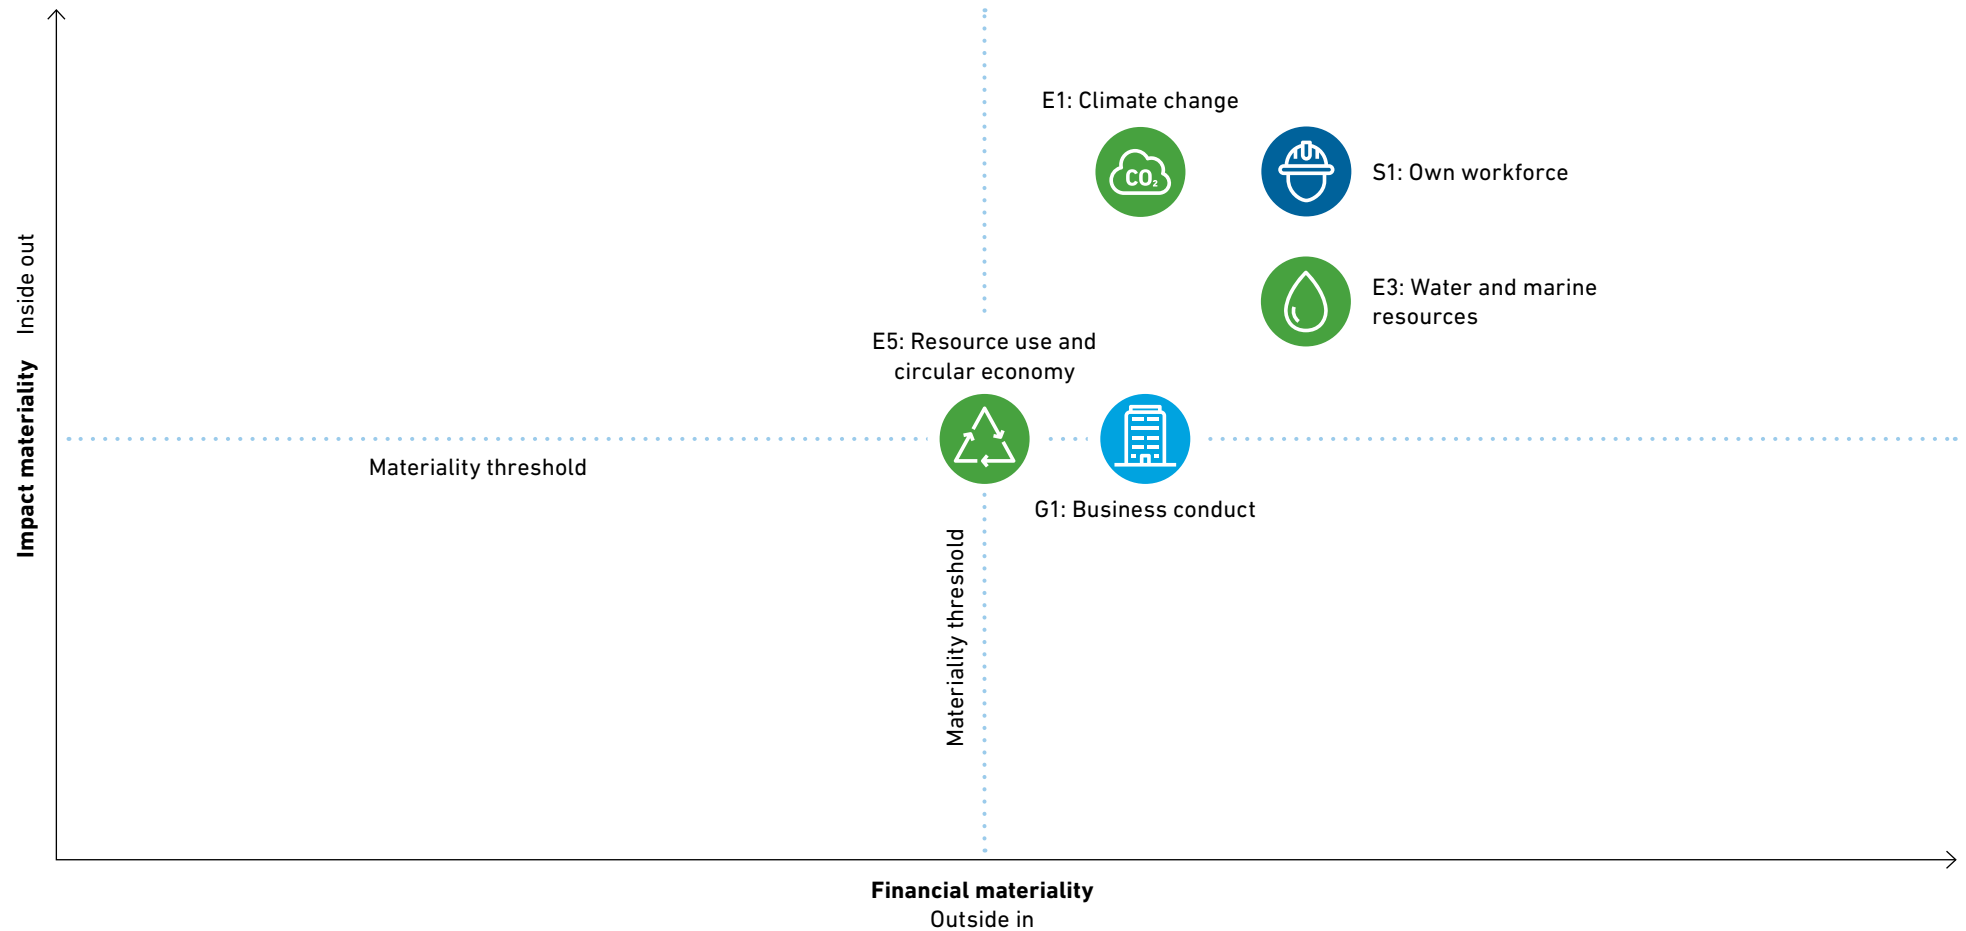 E1: Climate change
CO₂
S1: Own workforce
E3: Water and marine
resources
E5: Resource use and
circular economy
Materiality threshold
G1: Business conduct
Materiality threshold
Impact materiality Inside out
Financial materiality
Outside in